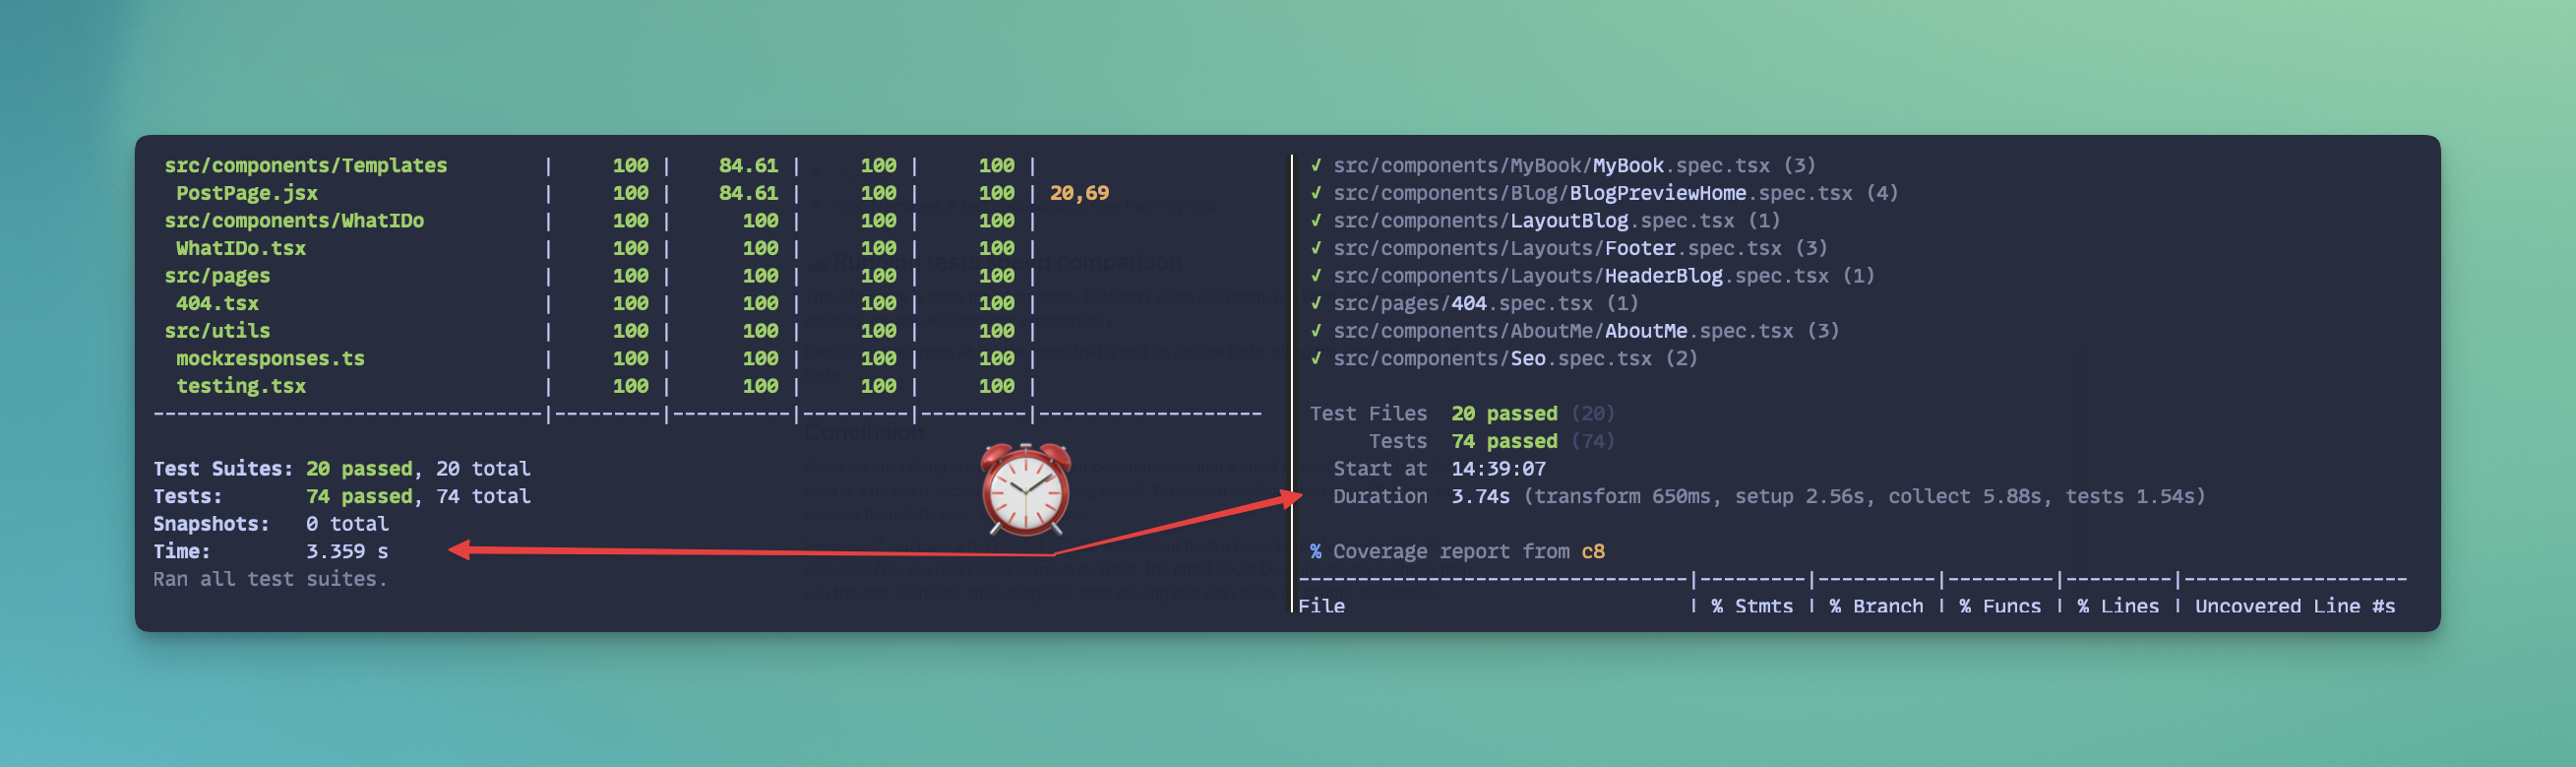 src/components/Templates | 100 | 84.61 | 100 | 100 |
PostPage.jsx | 100 | 84.61 | 100 | 100 | 20,69
src/components/WhatIDo | 100 | 100 | 100 | 100 |
WhatIDo.tsx | 100 | 100 | 100 | 100 |
src/pages | 100 | 100 | 100 | 100 |
404.tsx | 100 | 100 | 100 | 100 |
src/utils | 100 | 100 | 100 | 100 |
mockresponses.ts | 100 | 100 | 100 | 100 |
testing.tsx | 100 | 100 | 100 | 100 |
---------------------------------|---------|----------|---------|---------|-------------------
Test Suites: 20 passed, 20 total
Tests: 74 passed, 74 total
Snapshots: 0 total
Time: 3.359 s
Ran all test suites.
✓ src/components/MyBook/MyBook.spec.tsx (3)
✓ src/components/Blog/BlogPreviewHome.spec.tsx (4)
✓ src/components/LayoutBlog.spec.tsx (1)
✓ src/components/Layouts/Footer.spec.tsx (3)
✓ src/components/Layouts/HeaderBlog.spec.tsx (1)
✓ src/pages/404.spec.tsx (1)
✓ src/components/AboutMe/AboutMe.spec.tsx (3)
✓ src/components/Seo.spec.tsx (2)
Test Files 20 passed (20)
Tests 74 passed (74)
Start at 14:39:07
Duration 3.74s (transform 650ms, setup 2.56s, collect 5.88s, tests 1.54s)
% Coverage report from c8
---------------------------------|---------|----------|---------|---------|-------------------
File | % Stmts | % Branch | % Funcs | % Lines | Uncovered Line #s
tests speed comparison
Conclusion